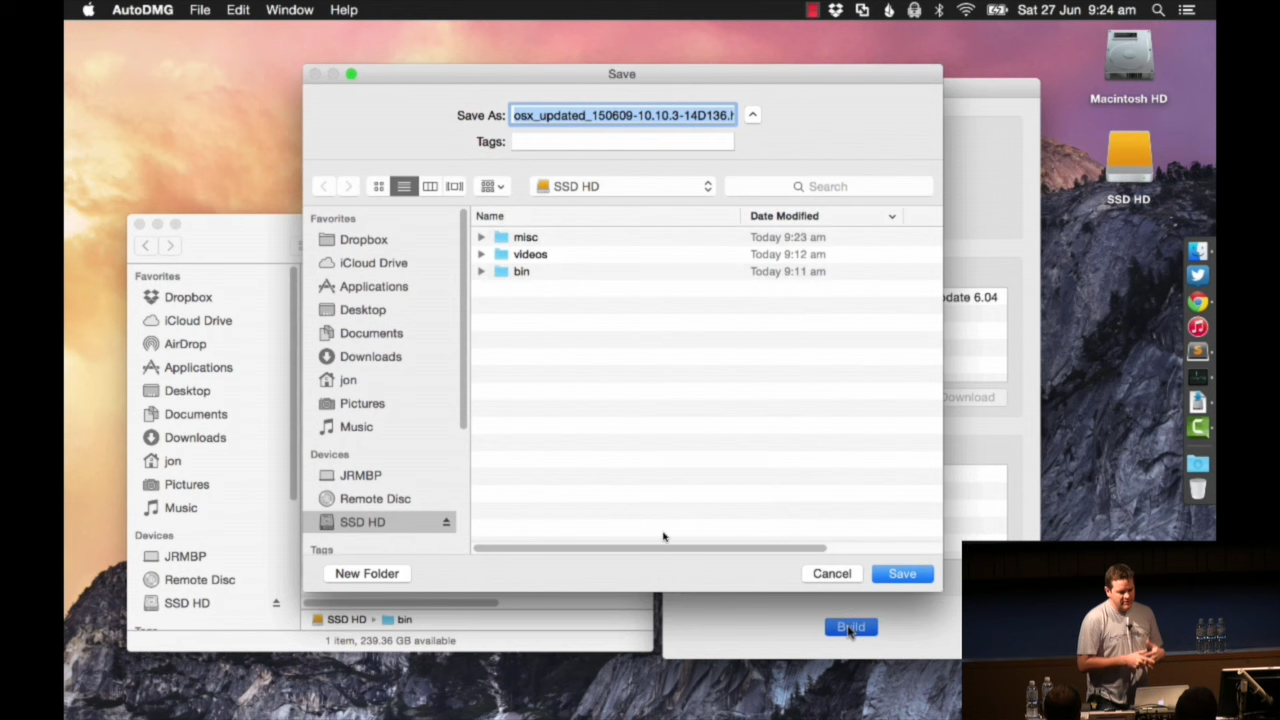 AutoDMG File Edit Window Help Sat 27 Jun 9:24 am
Macintosh HD
SSD HD
Save
Save As: osx_updated_150609-10.10.3-14D136.h
Tags:
SSD HD
Search
Favorites
Dropbox
iCloud Drive
Applications
Desktop
Documents
Downloads
jon
Pictures
Music
Devices
JRMBP
Remote Disc
SSD HD
Tags
Name Date Modified
misc Today 9:23 am
videos Today 9:12 am
bin Today 9:11 am
New Folder Cancel Save
Favorites
Dropbox
iCloud Drive
AirDrop
Applications
Desktop
Documents
Downloads
jon
Pictures
Music
Devices
JRMBP
Remote Disc
SSD HD
SSD HD bin
1 item, 239.36 GB available
date 6.04
Download
Build